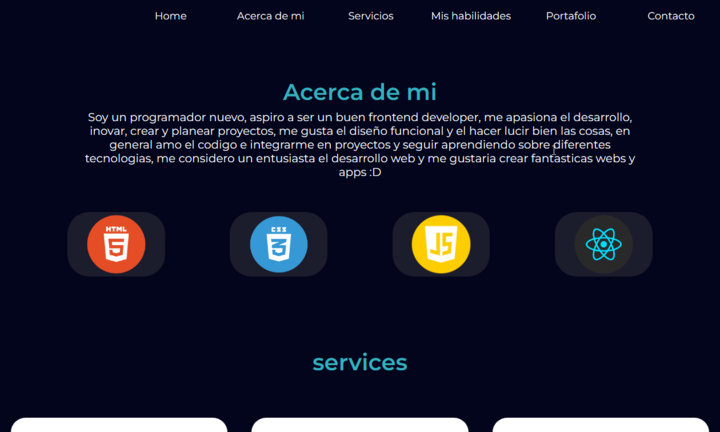 Home Acerca de mi Servicios Mis habilidades Portafolio Contacto
Acerca de mi
Soy un programador nuevo, aspiro a ser un buen frontend developer, me apasiona el desarrollo,
inovar, crear y planear proyectos, me gusta el diseño funcional y el hacer lucir bien las cosas, en
general amo el codigo e integrarme en proyectos y seguir aprendiendo sobre diferentes
tecnologias, me considero un entusiasta el desarrollo web y me gustaria crear fantasticas webs y
apps :D
HTML 5 CSS 3 JS
services